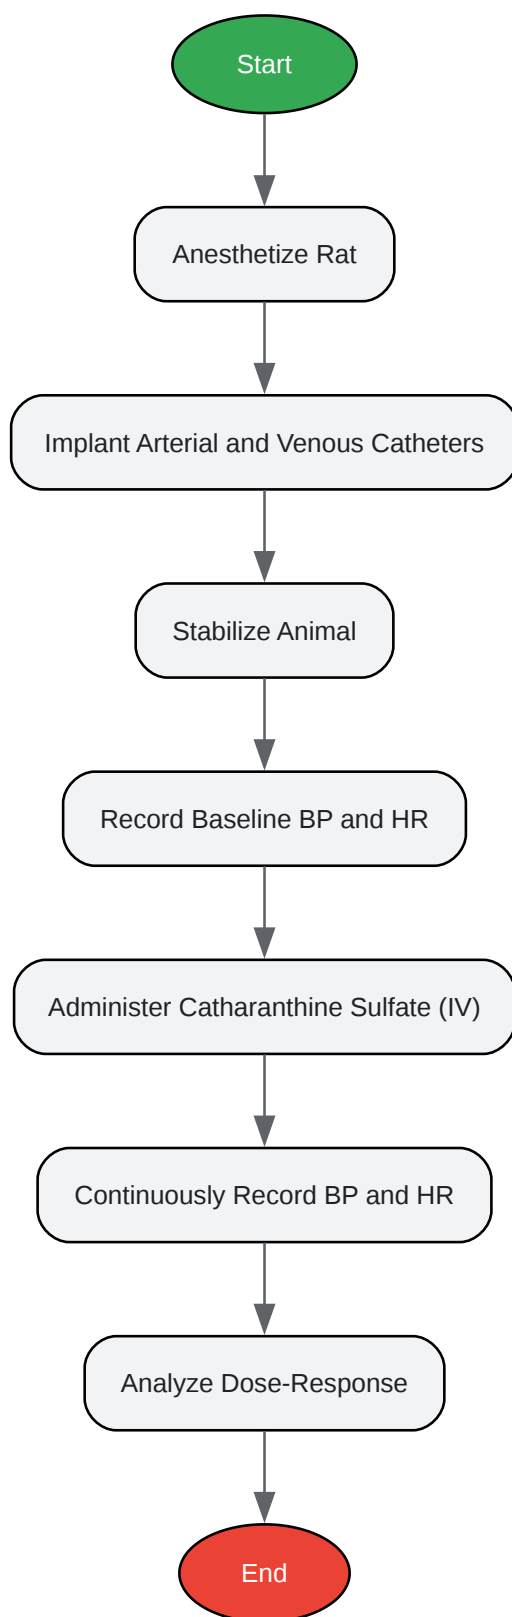 Start
Anesthetize Rat
Implant Arterial and Venous Catheters
Stabilize Animal
Record Baseline BP and HR
Administer Catharanthine Sulfate (IV)
Continuously Record BP and HR
Analyze Dose-Response
End